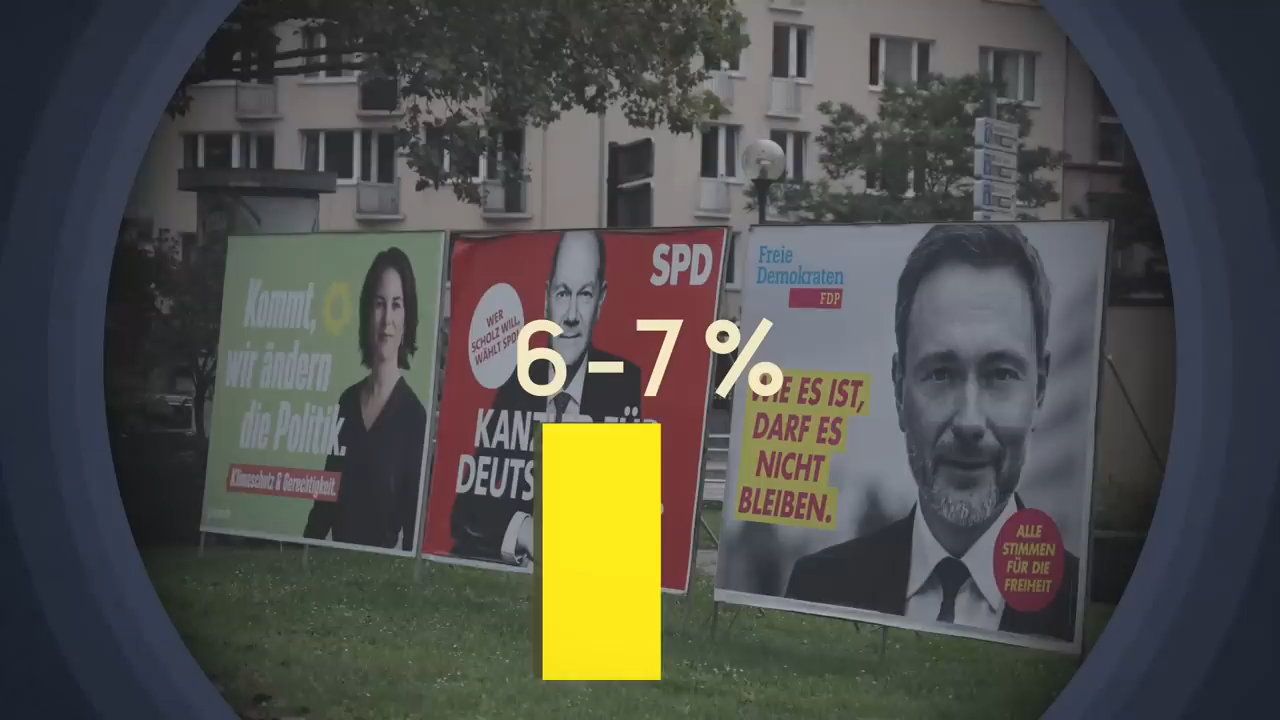 Kommt,
wir ändern
die Politik.
Klimaschutz & Gerechtigkeit.
SPD
WER
SCHOLZ WILL,
WÄHLT SPD!
FÜR
Freie
Demokraten
FDP
6–7 %
WIE ES IST,
DARF ES
NICHT
BLEIBEN.
ALLE
STIMMEN
FÜR DIE
FREIHEIT